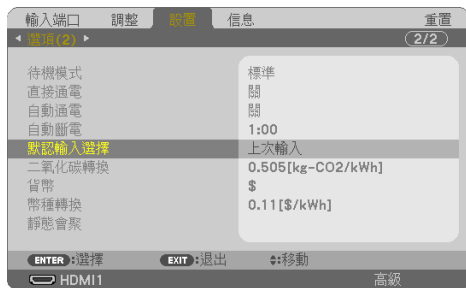 輸入端口 調整 設置 信息 重置
選項(2) 2/2
待機模式 標準
直接通電 關
自動通電 關
自動斷電 1:00
默認輸入選擇 上次輸入
二氧化碳轉換 0.505[kg-CO2/kWh]
貨幣 $
幣種轉換 0.11[$/kWh]
靜態會聚
ENTER :選擇 EXIT :退出 :移動
HDMI1 高級